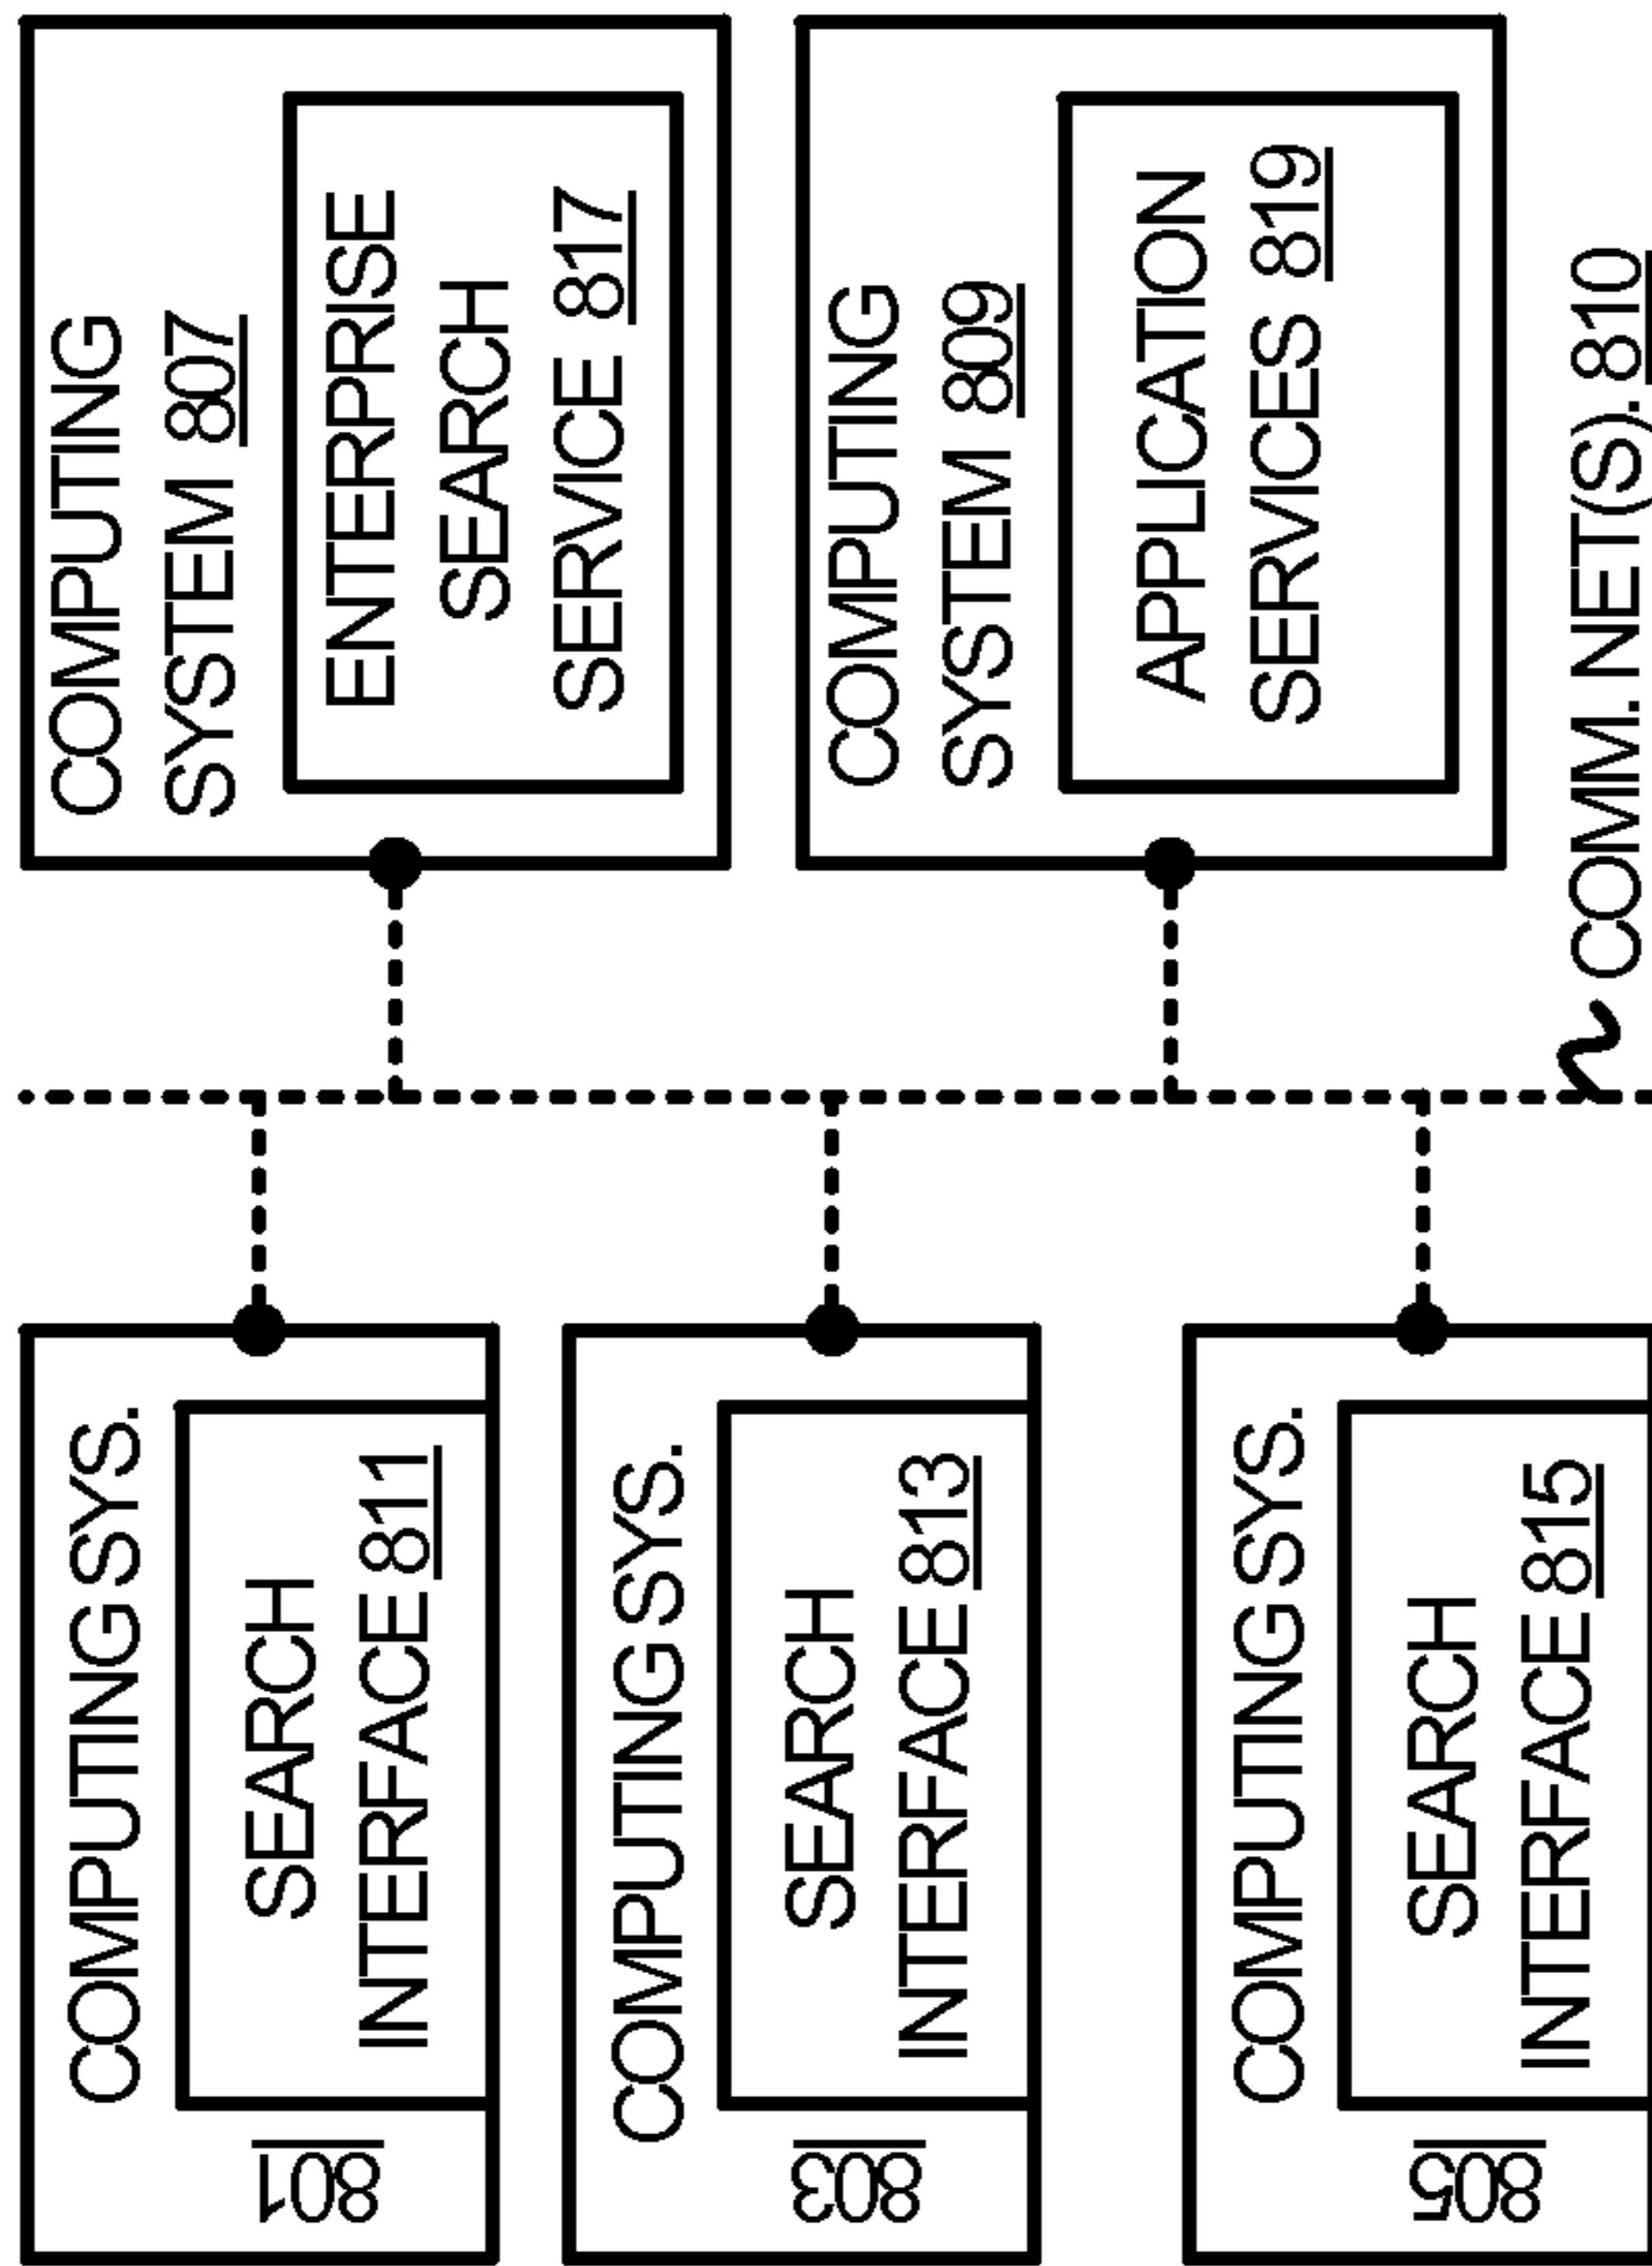 COMPUTING SYS.
801
SEARCH
INTERFACE 811
COMPUTING SYS.
803
SEARCH
INTERFACE 813
COMPUTING SYS.
805
SEARCH
INTERFACE 815
COMPUTING
SYSTEM 807
ENTERPRISE
SEARCH
SERVICE 817
COMPUTING
SYSTEM 809
APPLICATION
SERVICES 819
COMM. NET(S). 810